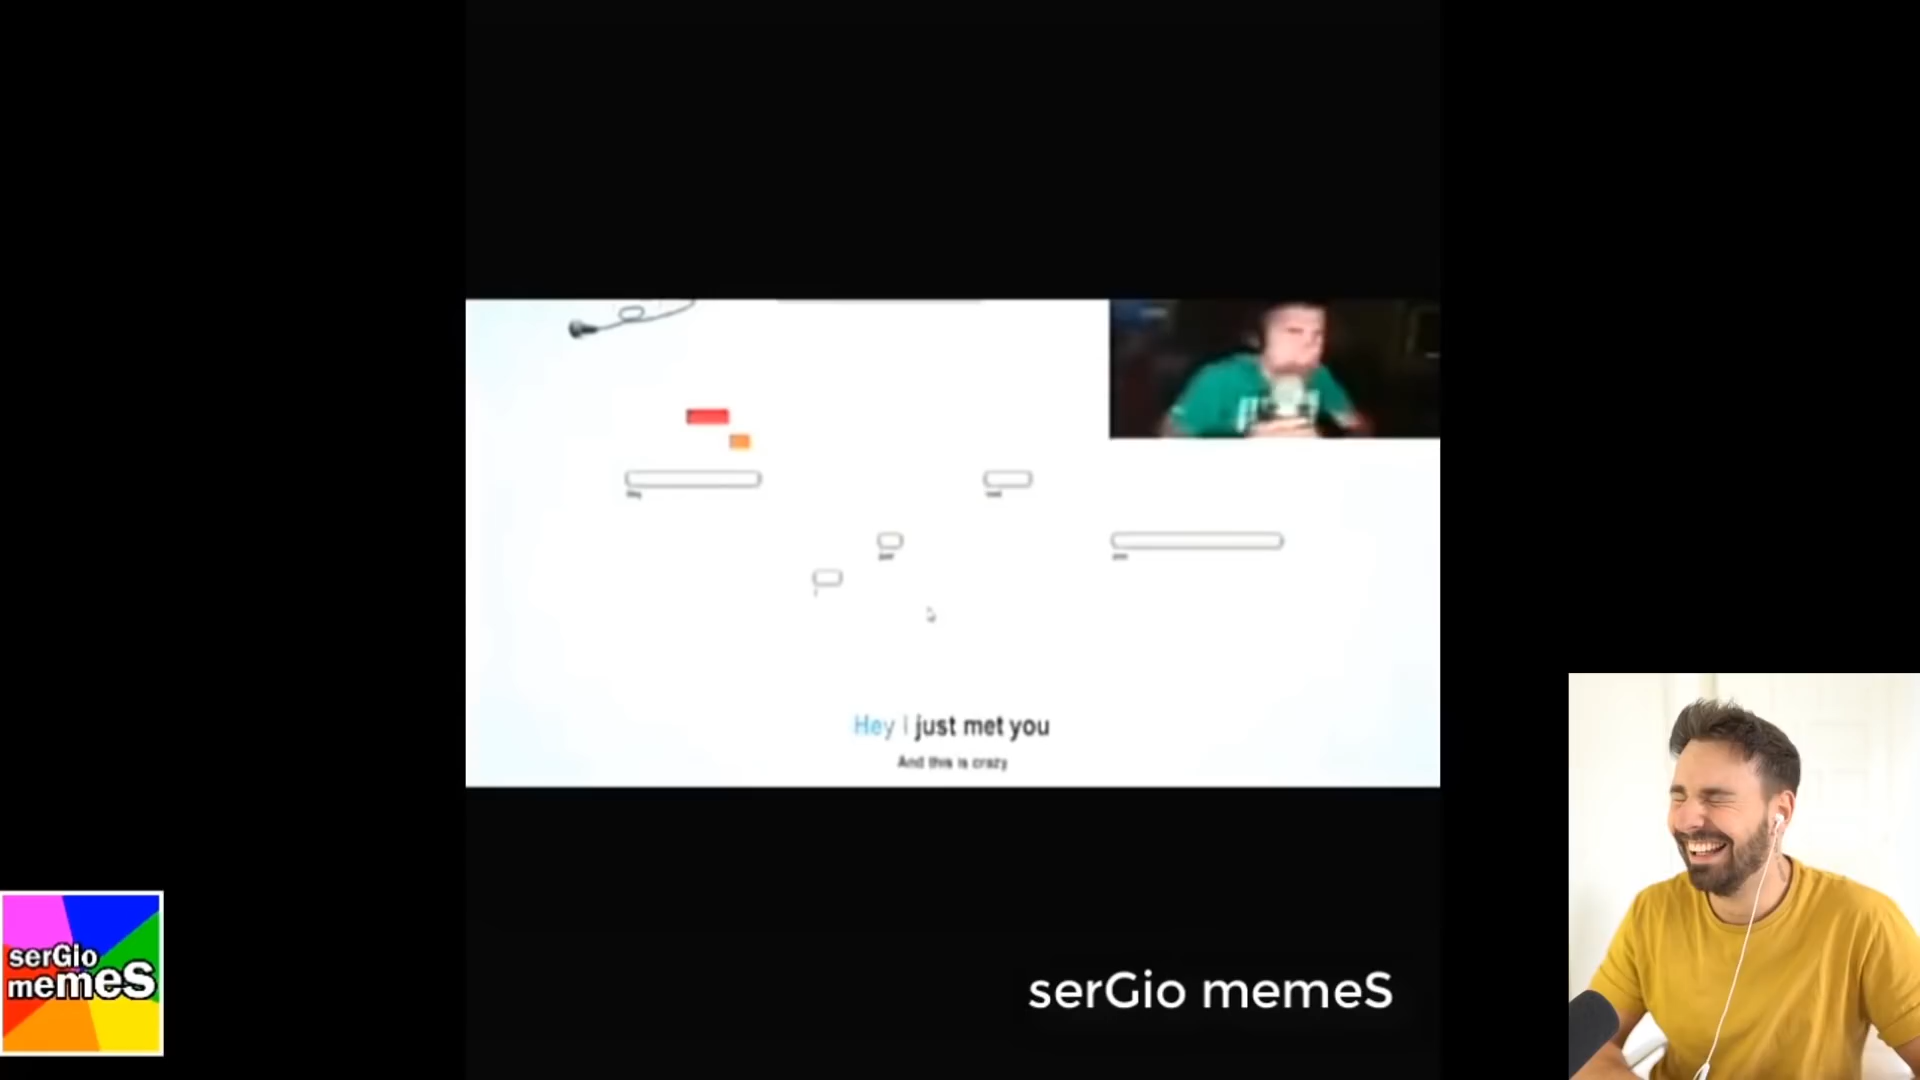 Hey i just met you
And this is crazy
serGio memeS
serGio
memeS